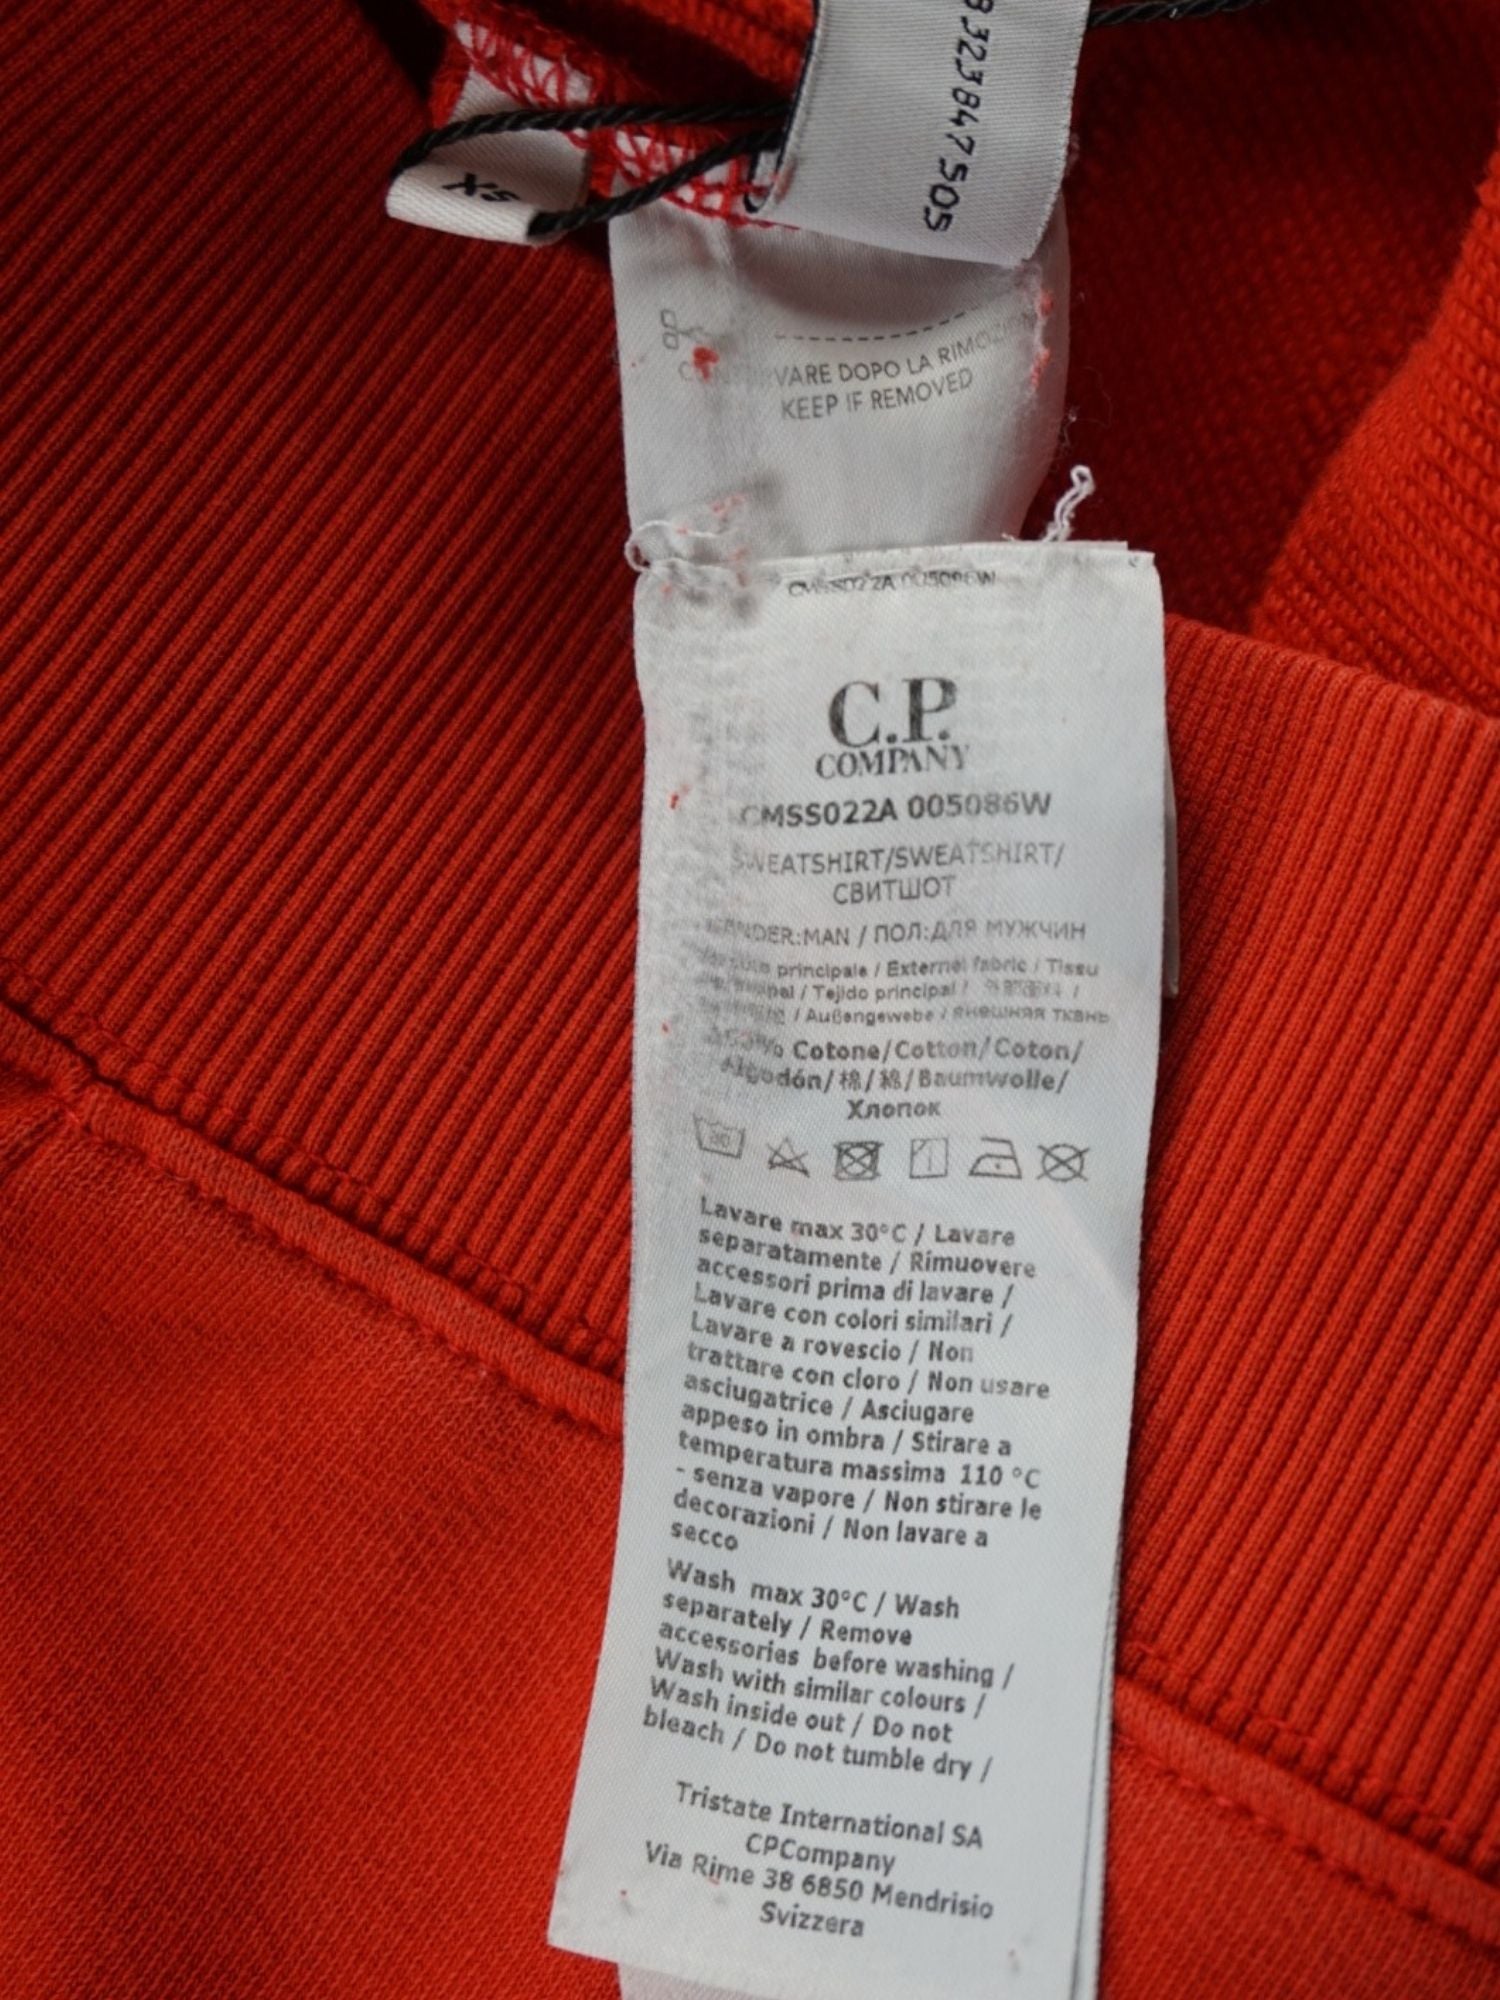 8323847505
XS
VARE DOPO LA
KEEP IF REMOVED
C.P.
COMPANY
CMSS022A 005086W
SWEATSHIRT/SWEATSHIRT/
СВИТШОТ
GENDER:MAN / ПОЛ:ДЛЯ МУЖЧИН
principale / External fabric / Tissu
/ Tejido principal /
/ Außengewebe / внешняя ткань
Cotone/Cotton/Coton/
Algodón/棉/綿/Baumwolle/
Хлопок
30
Lavare max 30°C / Lavare
separatamente / Rimuovere
accessori prima di lavare /
Lavare con colori similari /
Lavare a rovescio / Non
trattare con cloro / Non usare
asciugatrice / Asciugare
appeso in ombra / Stirare a
temperatura massima 110 °C
- senza vapore / Non stirare le
decorazioni / Non lavare a
secco
Wash max 30°C / Wash
separately / Remove
accessories before washing /
Wash with similar colours /
Wash inside out / Do not
bleach / Do not tumble dry /
Tristate International SA
CPCompany
Via Rime 38 6850 Mendrisio
Svizzera